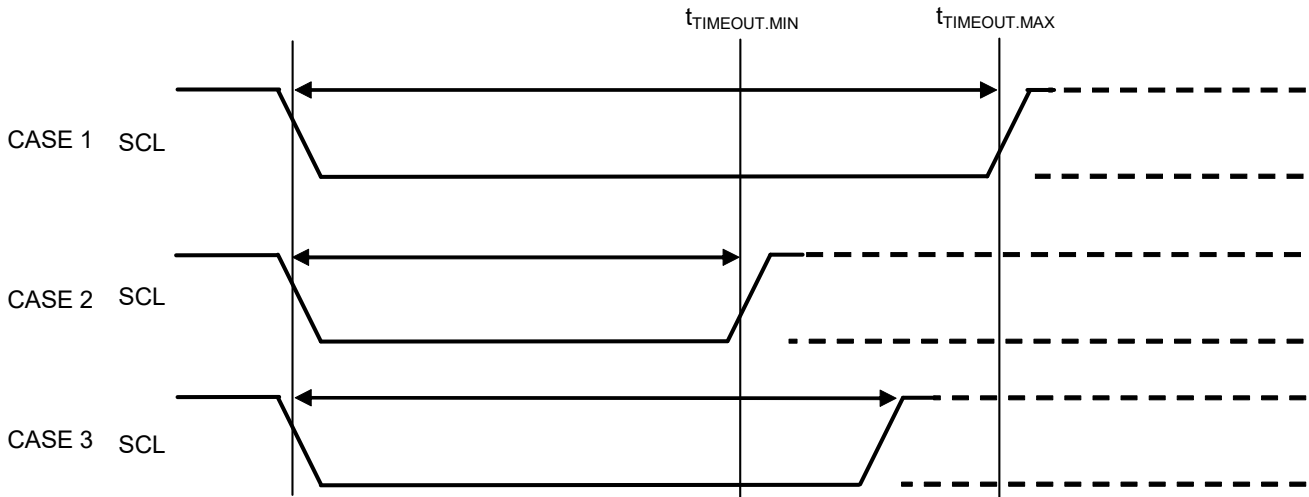 tTIMEOUT.MIN
tTIMEOUT.MAX
CASE 1 SCL
CASE 2 SCL
CASE 3 SCL